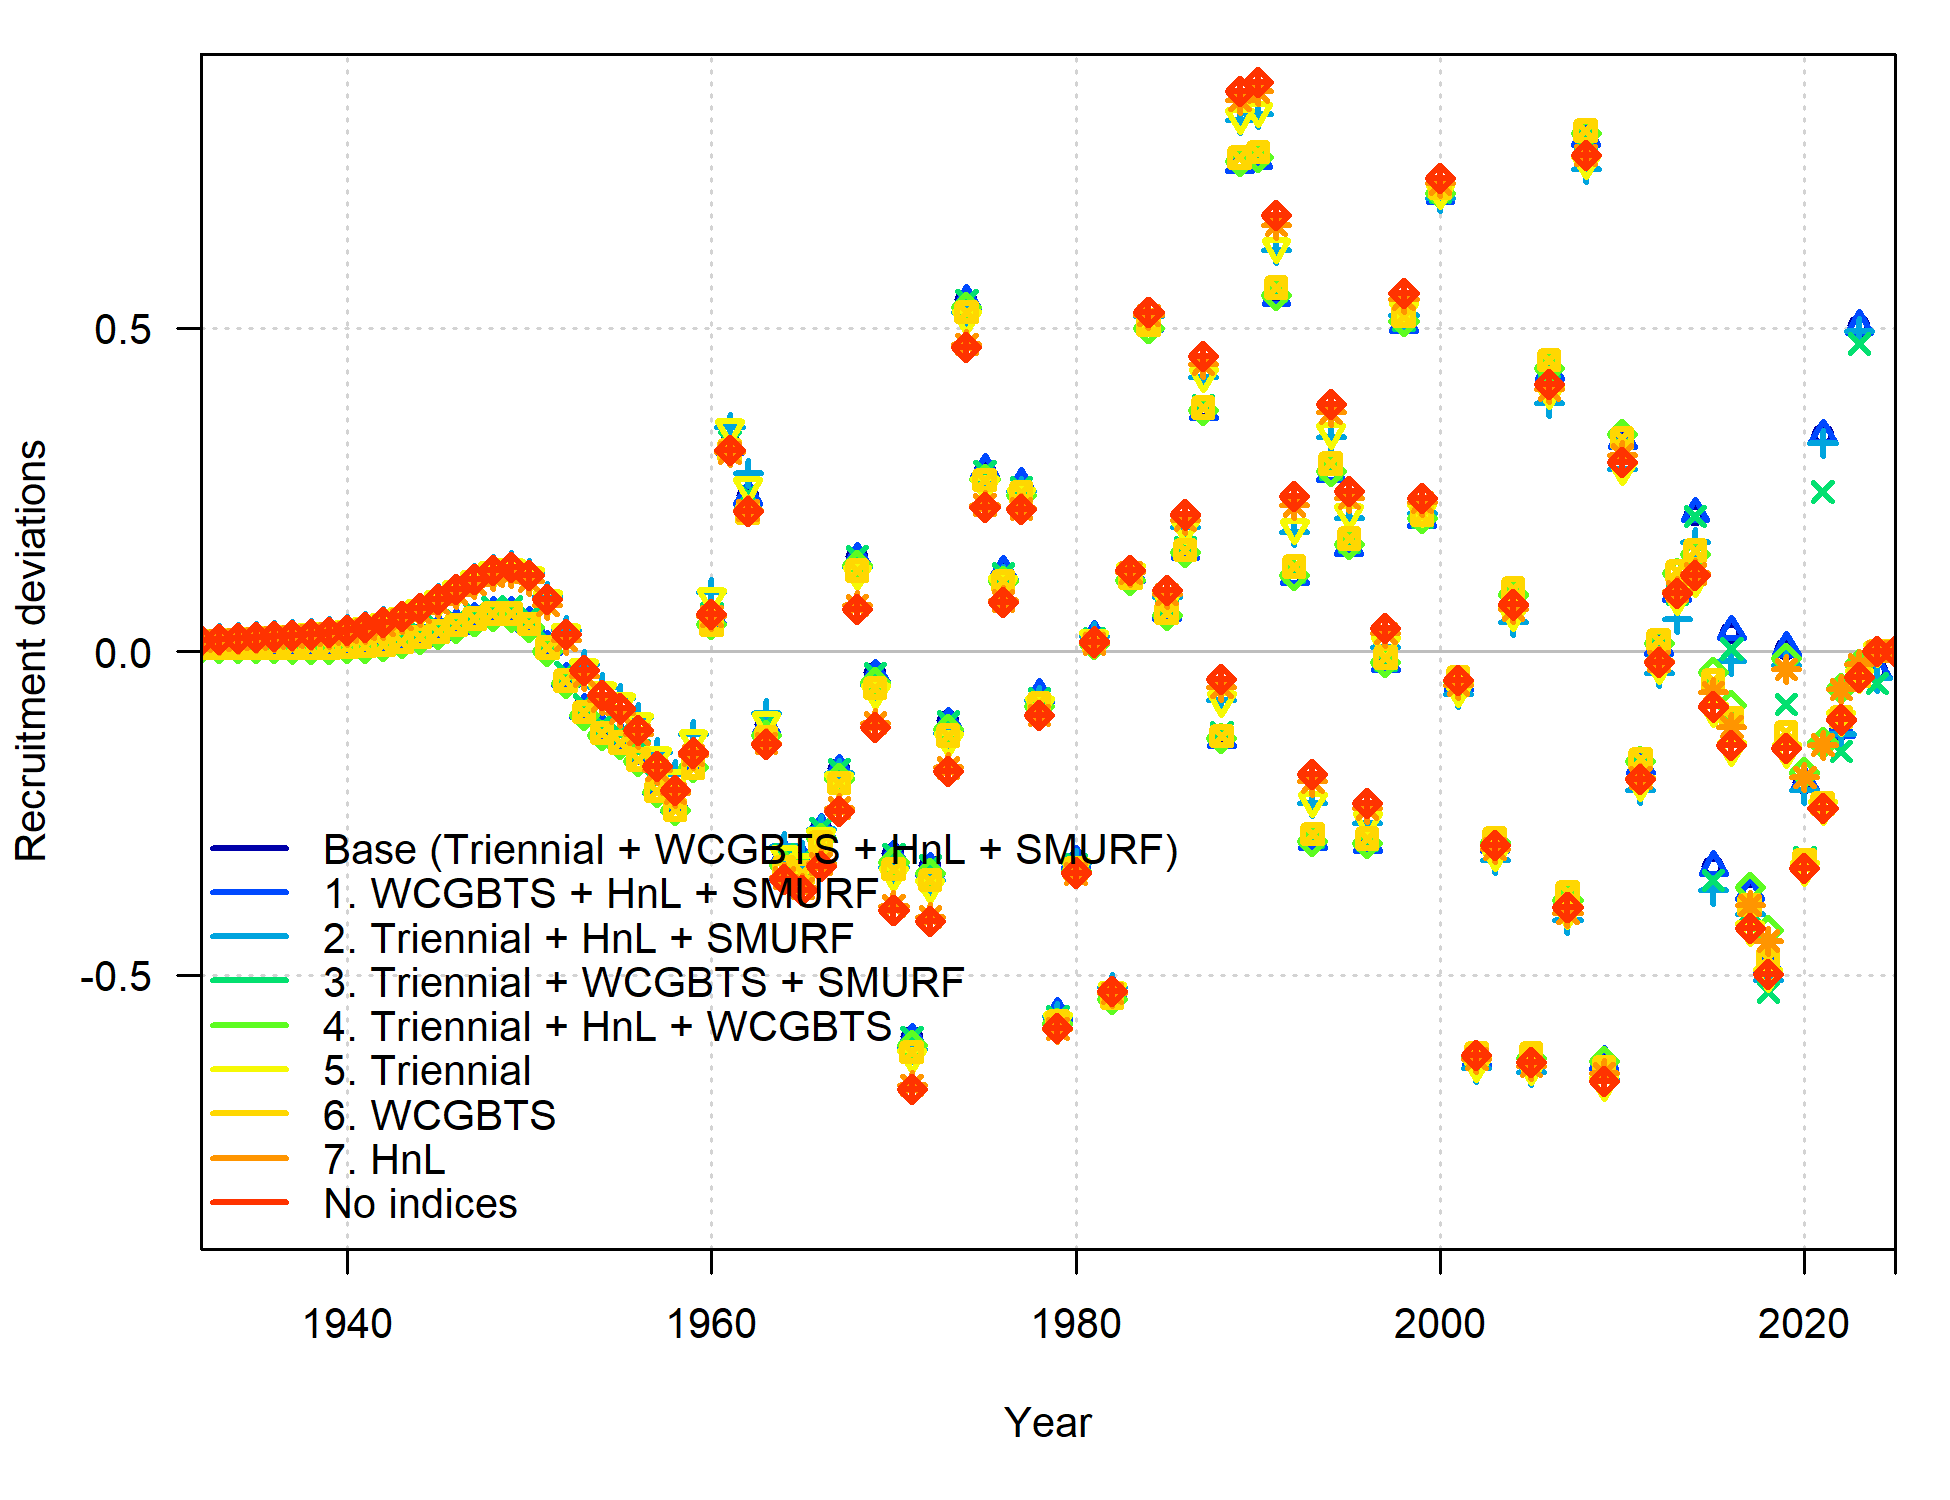 Recruitment deviations
0.5
0.0
-0.5
Base (Triennial + WCGBTS + HnL + SMURF)
1. WCGBTS + HnL + SMURF
2. Triennial + HnL + SMURF
3. Triennial + WCGBTS + SMURF
4. Triennial + HnL + WCGBTS
5. Triennial
6. WCGBTS
7. HnL
No indices
1940 1960 1980 2000 2020
Year